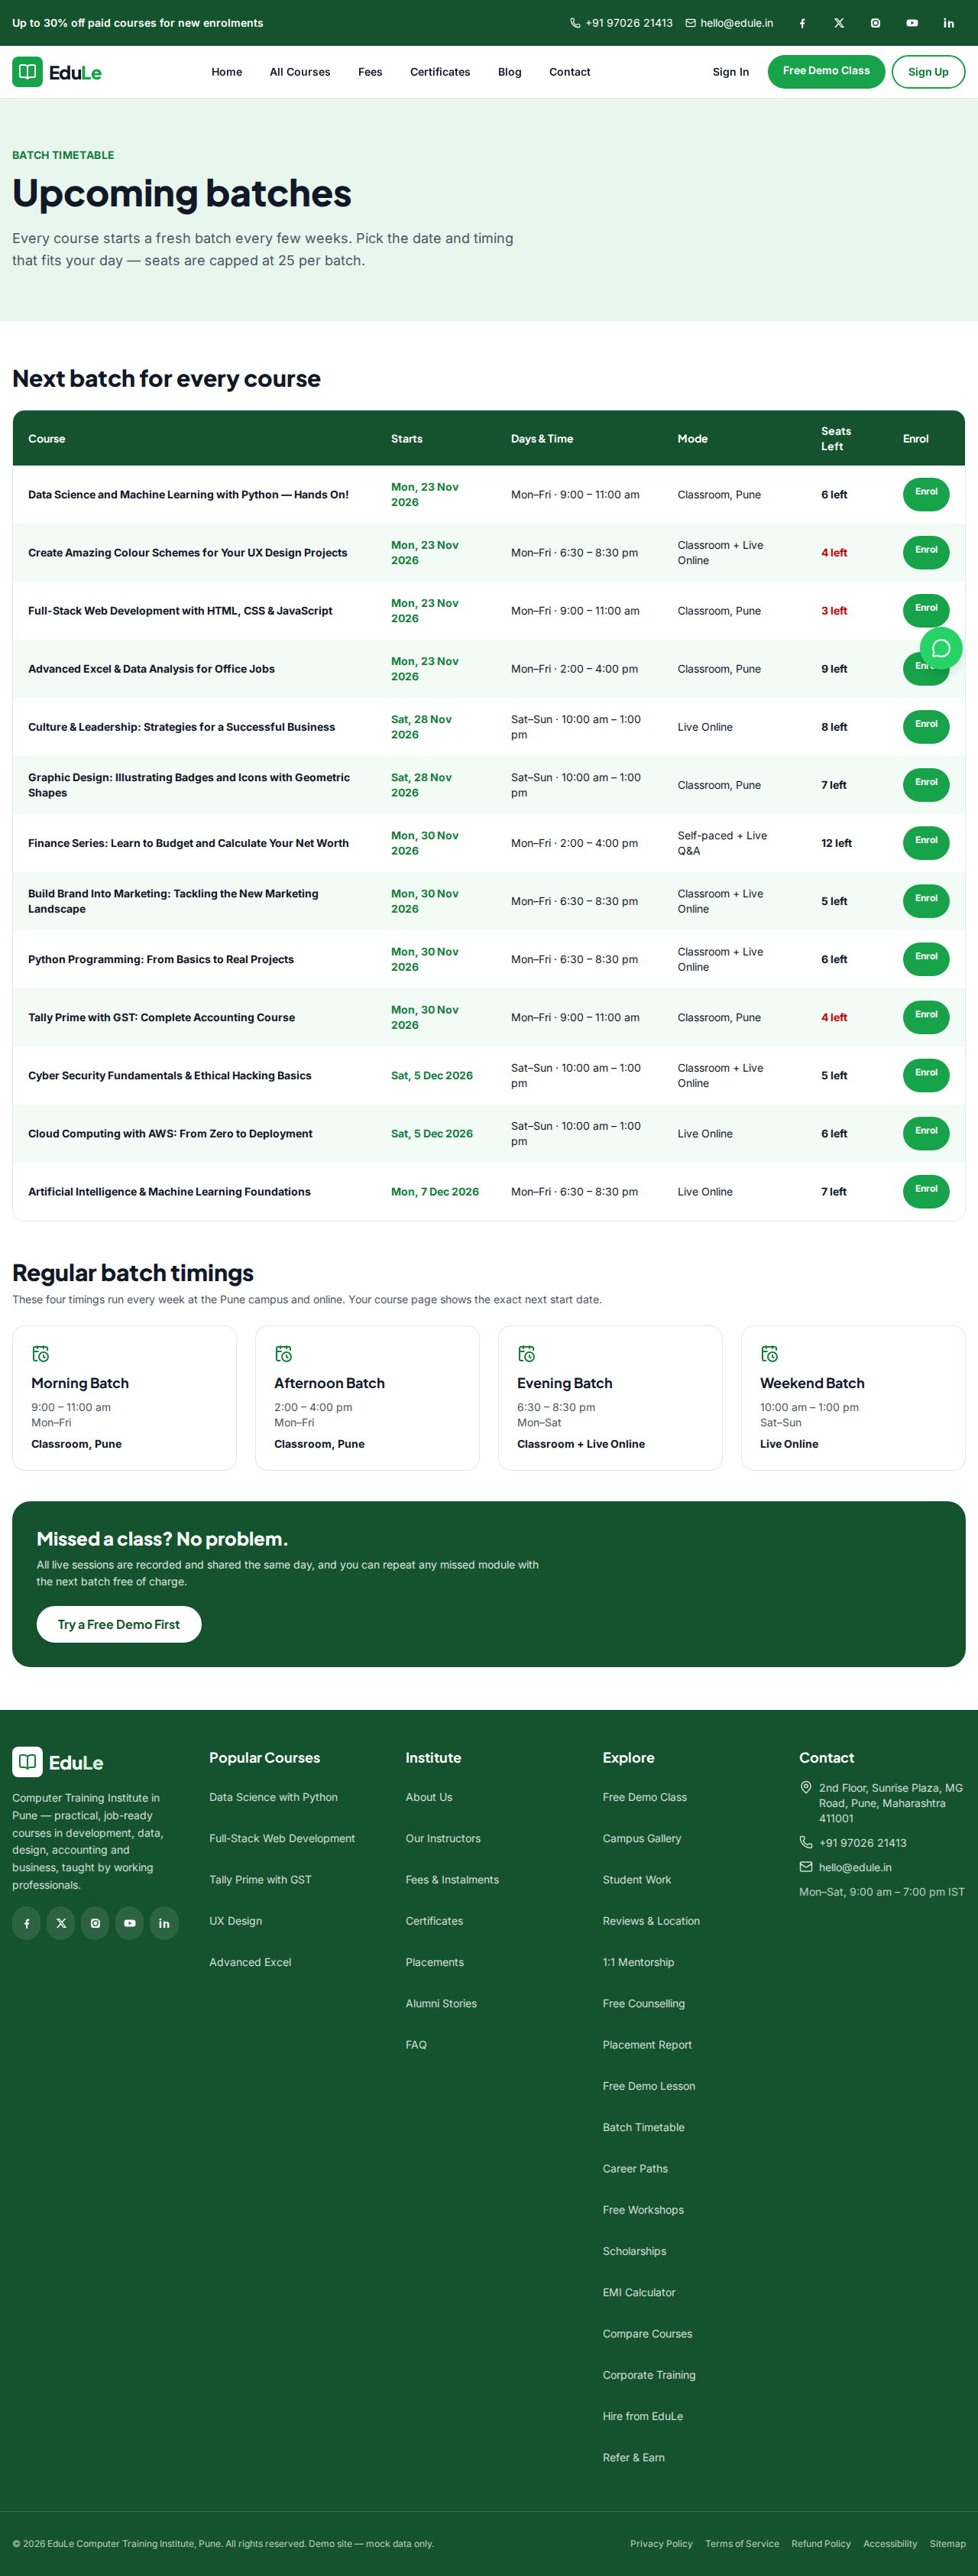 Up to 30% off paid courses for new enrolments
+91 97026 21413
hello@edule.in
EduLe
Home
All Courses
Fees
Certificates
Blog
Contact
Sign In
Free Demo Class
Sign Up
BATCH TIMETABLE
Upcoming batches
Every course starts a fresh batch every few weeks. Pick the date and timing
that fits your day — seats are capped at 25 per batch.
Next batch for every course
Course
Starts
Days & Time
Mode
Seats
Left
Enrol
Data Science and Machine Learning with Python — Hands On!
Mon, 23 Nov
2026
Mon–Fri · 9:00 – 11:00 am
Classroom, Pune
6 left
Enrol
Create Amazing Colour Schemes for Your UX Design Projects
Mon, 23 Nov
2026
Mon–Fri · 6:30 – 8:30 pm
Classroom + Live
Online
4 left
Enrol
Full-Stack Web Development with HTML, CSS & JavaScript
Mon, 23 Nov
2026
Mon–Fri · 9:00 – 11:00 am
Classroom, Pune
3 left
Enrol
Advanced Excel & Data Analysis for Office Jobs
Mon, 23 Nov
2026
Mon–Fri · 2:00 – 4:00 pm
Classroom, Pune
9 left
Culture & Leadership: Strategies for a Successful Business
Sat, 28 Nov
2026
Sat–Sun · 10:00 am – 1:00
pm
Live Online
8 left
Enrol
Graphic Design: Illustrating Badges and Icons with Geometric
Shapes
Sat, 28 Nov
2026
Sat–Sun · 10:00 am – 1:00
pm
Classroom, Pune
7 left
Enrol
Finance Series: Learn to Budget and Calculate Your Net Worth
Mon, 30 Nov
2026
Mon–Fri · 2:00 – 4:00 pm
Self-paced + Live
Q&A
12 left
Enrol
Build Brand Into Marketing: Tackling the New Marketing
Landscape
Mon, 30 Nov
2026
Mon–Fri · 6:30 – 8:30 pm
Classroom + Live
Online
5 left
Enrol
Python Programming: From Basics to Real Projects
Mon, 30 Nov
2026
Mon–Fri · 6:30 – 8:30 pm
Classroom + Live
Online
6 left
Enrol
Tally Prime with GST: Complete Accounting Course
Mon, 30 Nov
2026
Mon–Fri · 9:00 – 11:00 am
Classroom, Pune
4 left
Enrol
Cyber Security Fundamentals & Ethical Hacking Basics
Sat, 5 Dec 2026
Sat–Sun · 10:00 am – 1:00
pm
Classroom + Live
Online
5 left
Enrol
Cloud Computing with AWS: From Zero to Deployment
Sat, 5 Dec 2026
Sat–Sun · 10:00 am – 1:00
pm
Live Online
6 left
Enrol
Artificial Intelligence & Machine Learning Foundations
Mon, 7 Dec 2026
Mon–Fri · 6:30 – 8:30 pm
Live Online
7 left
Enrol
Regular batch timings
These four timings run every week at the Pune campus and online. Your course page shows the exact next start date.
Morning Batch
9:00 – 11:00 am
Mon–Fri
Classroom, Pune
Afternoon Batch
2:00 – 4:00 pm
Mon–Fri
Classroom, Pune
Evening Batch
6:30 – 8:30 pm
Mon–Sat
Classroom + Live Online
Weekend Batch
10:00 am – 1:00 pm
Sat–Sun
Live Online
Missed a class? No problem.
All live sessions are recorded and shared the same day, and you can repeat any missed module with
the next batch free of charge.
Try a Free Demo First
EduLe
Computer Training Institute in
Pune — practical, job-ready
courses in development, data,
design, accounting and
business, taught by working
professionals.
Popular Courses
Data Science with Python
Full-Stack Web Development
Tally Prime with GST
UX Design
Advanced Excel
Institute
About Us
Our Instructors
Fees & Instalments
Certificates
Placements
Alumni Stories
FAQ
Explore
Free Demo Class
Campus Gallery
Student Work
Reviews & Location
1:1 Mentorship
Free Counselling
Placement Report
Free Demo Lesson
Batch Timetable
Career Paths
Free Workshops
Scholarships
EMI Calculator
Compare Courses
Corporate Training
Hire from EduLe
Refer & Earn
Contact
2nd Floor, Sunrise Plaza, MG
Road, Pune, Maharashtra
411001
+91 97026 21413
hello@edule.in
Mon–Sat, 9:00 am – 7:00 pm IST
© 2026 EduLe Computer Training Institute, Pune. All rights reserved. Demo site — mock data only.
Privacy Policy
Terms of Service
Refund Policy
Accessibility
Sitemap